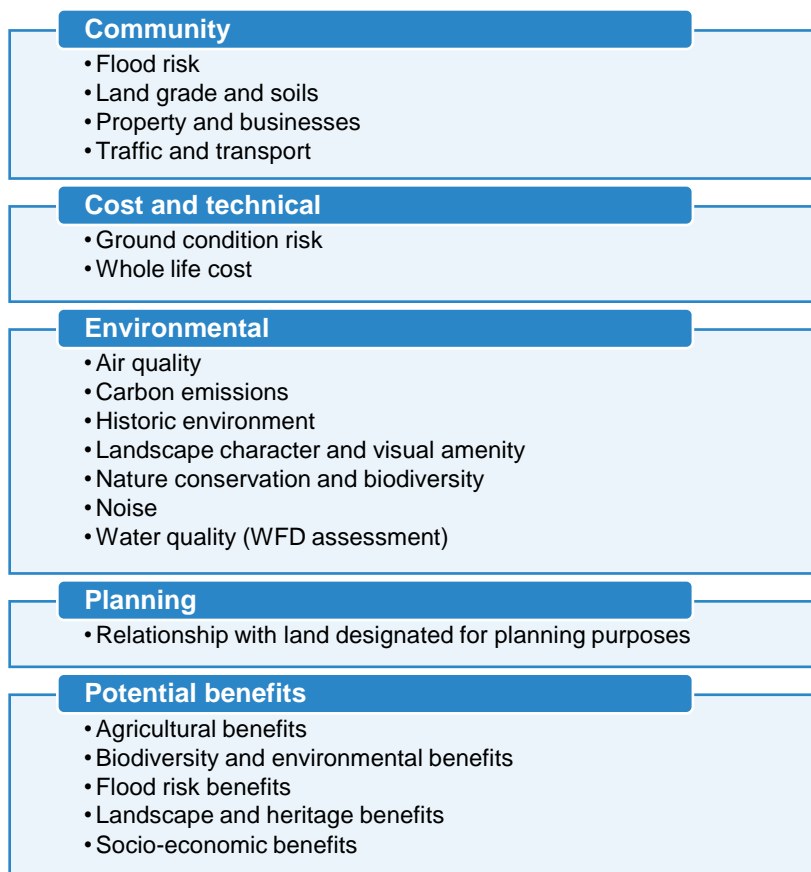 Community
• Flood risk
• Land grade and soils
• Property and businesses
• Traffic and transport
Cost and technical
• Ground condition risk
• Whole life cost
Environmental
• Air quality
• Carbon emissions
• Historic environment
• Landscape character and visual amenity
• Nature conservation and biodiversity
• Noise
• Water quality (WFD assessment)
Planning
• Relationship with land designated for planning purposes
Potential benefits
• Agricultural benefits
• Biodiversity and environmental benefits
• Flood risk benefits
• Landscape and heritage benefits
• Socio-economic benefits